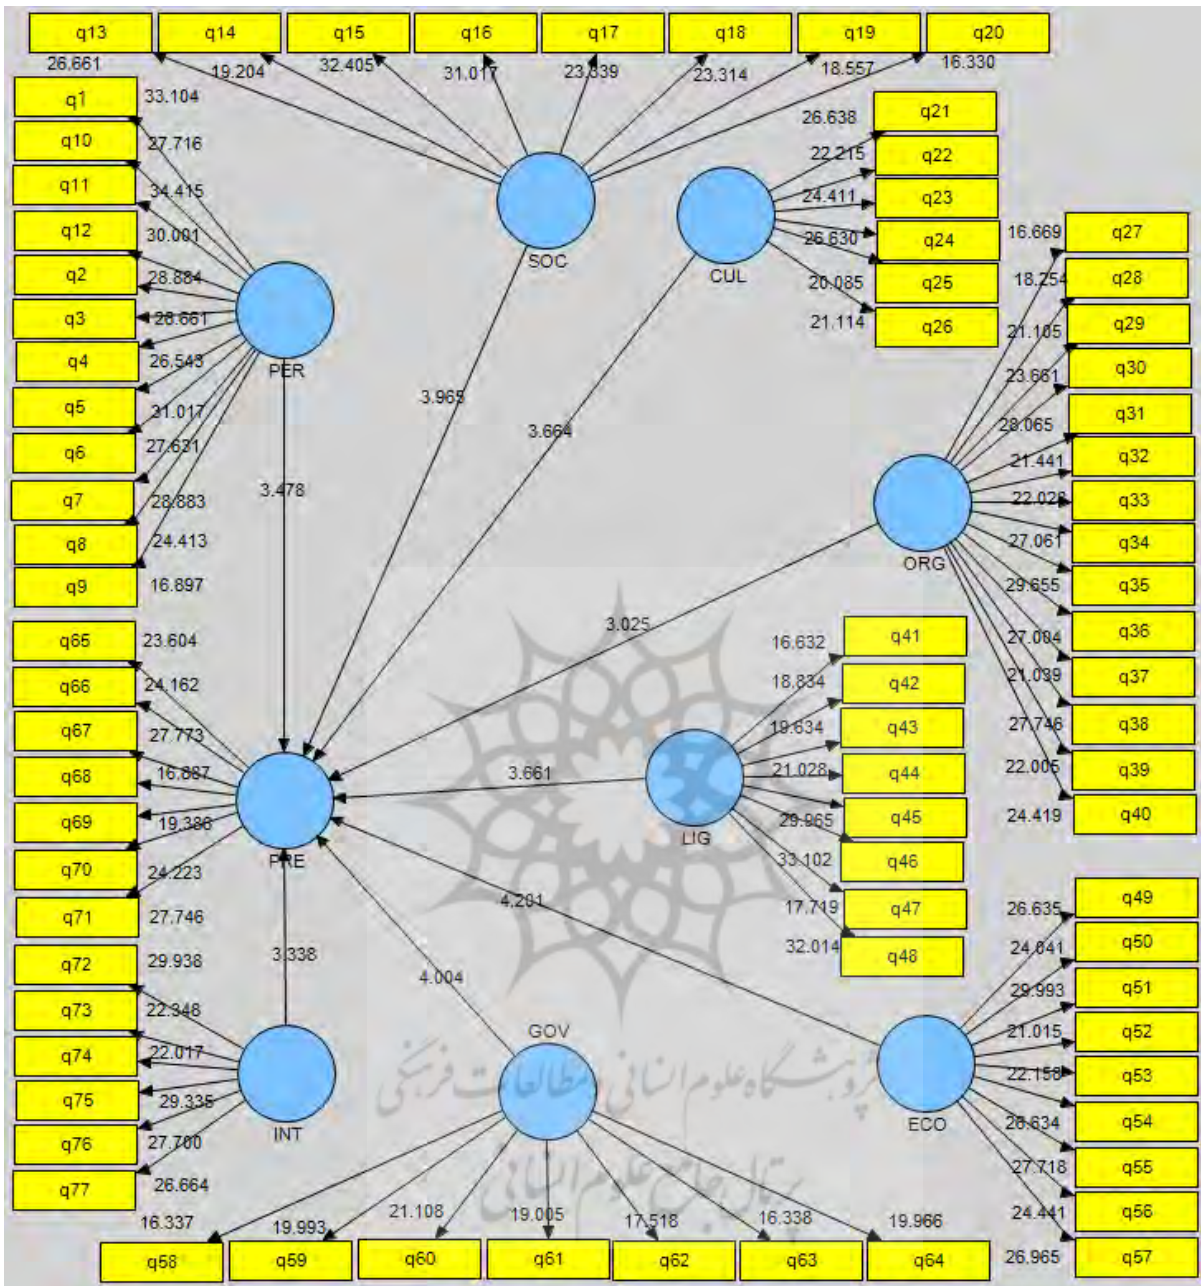 q13 q14 q15 q16 q17 q18 q19 q20
26.661 19.204 32.405 31.017 23.339 23.314 18.557 16.330
SOC
q1 33.104
q10 27.716
q11 34.415
q12 30.001
q2 28.884
q3 26.661
q4 26.543
q5 31.017
q6 27.631
q7 28.883
q8 24.413
q9 16.897
PER
26.638 q21
22.215 q22
24.411 q23
26.630 q24
20.085 q25
21.114 q26
CUL
16.669 q27
18.254 q28
21.105 q29
23.661 q30
28.065 q31
21.441 q32
22.028 q33
27.061 q34
29.655 q35
27.084 q36
21.039 q37
27.746 q38
22.005 q39
24.419 q40
ORG
3.965
3.664
3.478
3.025
3.661
4.201
4.004
3.338
q65 23.604
q66 24.162
q67 27.773
q68 16.887
q69 19.386
q70 24.223
q71 27.746
PRE
16.632 q41
18.834 q42
19.634 q43
21.028 q44
29.965 q45
33.102 q46
17.719 q47
32.014 q48
LIG
q72 29.938
q73 22.348
q74 22.017
q75 29.335
q76 27.700
q77 26.664
INT
26.635 q49
24.041 q50
29.993 q51
21.015 q52
22.158 q53
26.634 q54
27.718 q55
24.441 q56
26.965 q57
ECO
GOV
پژوهشگاه علوم انسانی و مطالعات فرهنگی
پرتال جامع علوم انسانی
16.337 19.993 21.108 19.005 17.518 16.338 19.966
q58 q59 q60 q61 q62 q63 q64